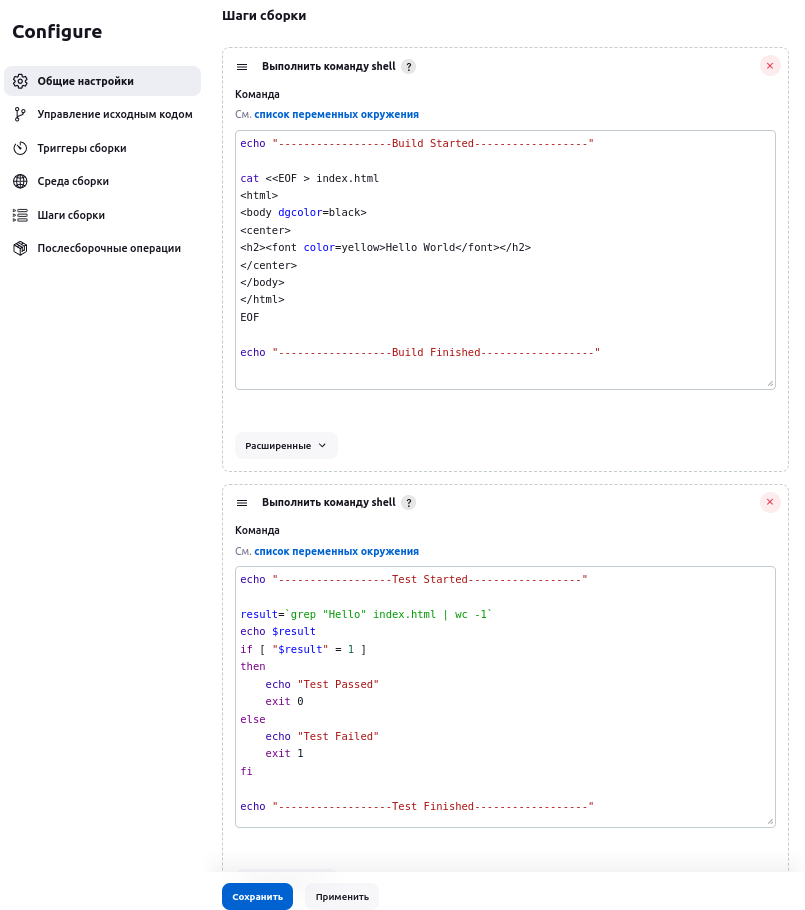 Configure
Общие настройки
Управление исходным кодом
Триггеры сборки
Среда сборки
Шаги сборки
Послесборочные операции
Шаги сборки
Выполнить команду shell ?
Команда
См. список переменных окружения
echo "------------------Build Started------------------"
cat <<EOF > index.html
<html>
<body dgcolor=black>
<center>
<h2><font color=yellow>Hello World</font></h2>
</center>
</body>
</html>
EOF
echo "------------------Build Finished------------------"
Расширенные
Выполнить команду shell ?
Команда
См. список переменных окружения
echo "------------------Test Started------------------"
result=`grep "Hello" index.html | wc -1`
echo $result
if [ "$result" = 1 ]
then
    echo "Test Passed"
    exit 0
else
    echo "Test Failed"
    exit 1
fi
echo "------------------Test Finished------------------"
Сохранить
Применить